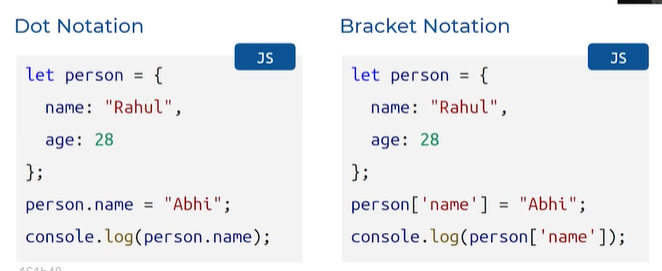 Dot Notation
JS
let person = {
  name: "Rahul",
  age: 28
};
person.name = "Abhi";
console.log(person.name);
Bracket Notation
JS
let person = {
  name: "Rahul",
  age: 28
};
person['name'] = "Abhi";
console.log(person['name']);